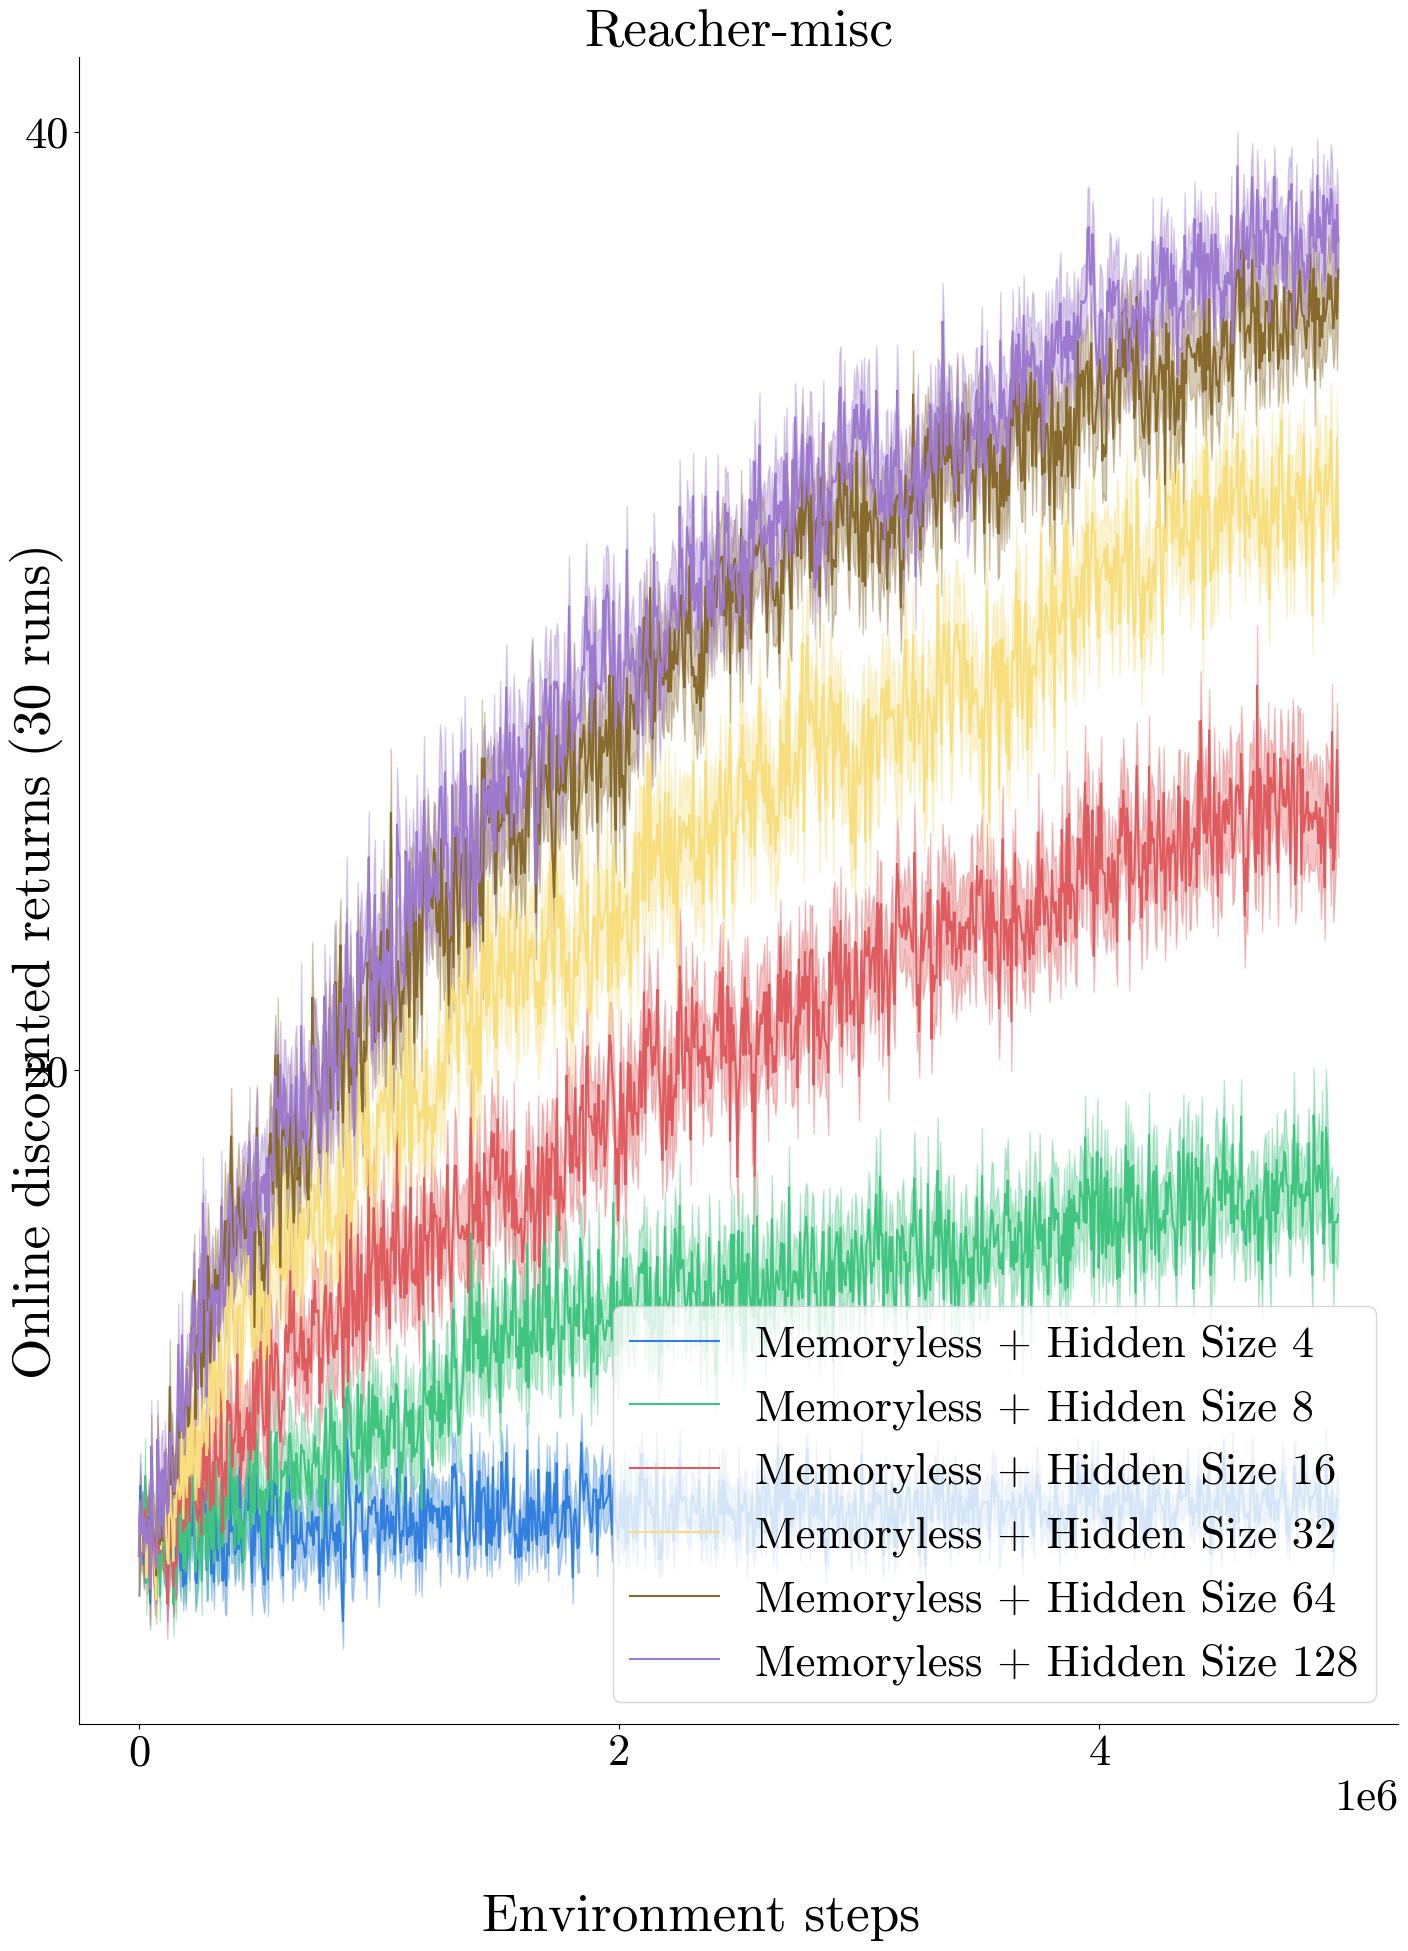 Reacher-misc
40
20
Online discounted returns (30 runs)
Memoryless + Hidden Size 4
Memoryless + Hidden Size 8
Memoryless + Hidden Size 16
Memoryless + Hidden Size 32
Memoryless + Hidden Size 64
Memoryless + Hidden Size 128
0 2 4
1e6
Environment steps